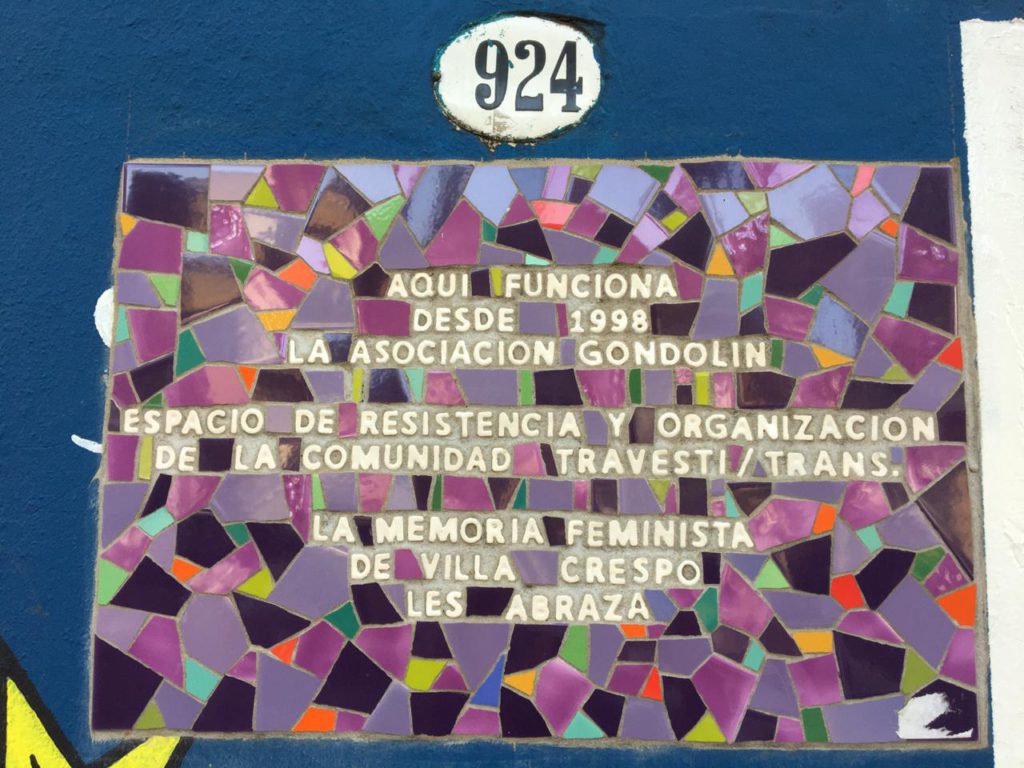 924
AQUI FUNCIONA
DESDE 1998
LA ASOCIACION GONDOLIN
ESPACIO DE RESISTENCIA Y ORGANIZACION
DE LA COMUNIDAD TRAVESTI/TRANS.
LA MEMORIA FEMINISTA
DE VILLA CRESPO
LES ABRAZA